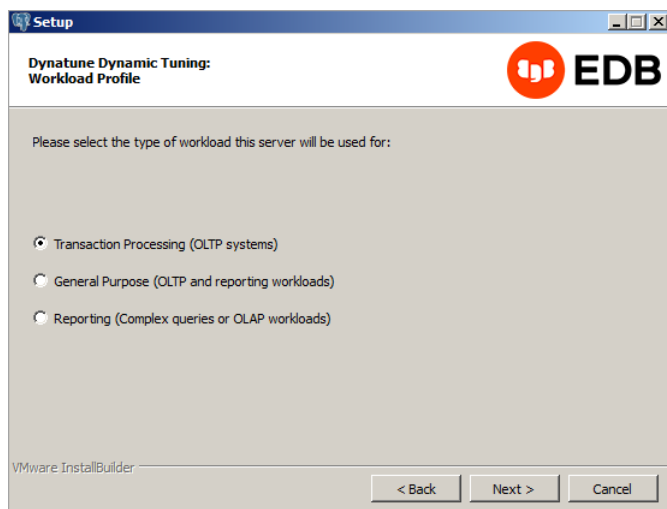 Setup
Dynatune Dynamic Tuning:
Workload Profile
EDB
Please select the type of workload this server will be used for:
Transaction Processing (OLTP systems)
General Purpose (OLTP and reporting workloads)
Reporting (Complex queries or OLAP workloads)
VMware InstallBuilder
< Back
Next >
Cancel